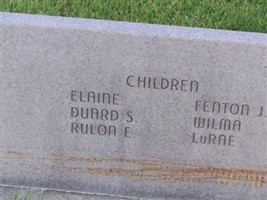 CHILDREN
ELAINE
DUARD S.
RULON E
FENTON J.
WILMA
LuRAE